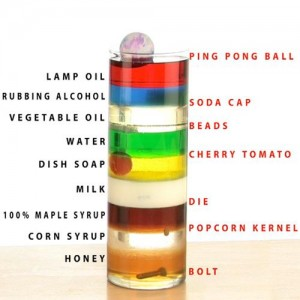 PING PONG BALL
LAMP OIL
RUBBING ALCOHOL
SODA CAP
VEGETABLE OIL
BEADS
WATER
CHERRY TOMATO
DISH SOAP
MILK
DIE
100% MAPLE SYRUP
POPCORN KERNEL
CORN SYRUP
HONEY
BOLT